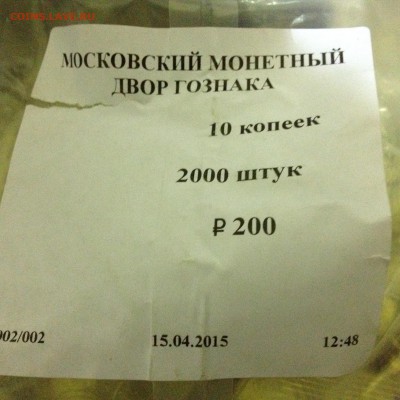 МОСКОВСКИЙ МОНЕТНЫЙ
ДВОР ГОЗНАКА
10 копеек
2000 штук
₽ 200
002/002 15.04.2015 12:48